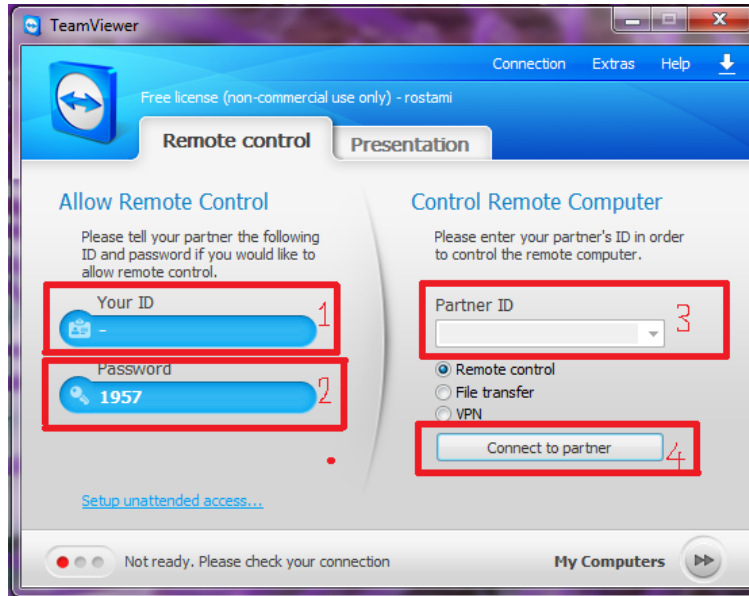 TeamViewer
Connection Extras Help
Free license (non-commercial use only) - rostami
Remote control
Presentation
Allow Remote Control
Please tell your partner the following
ID and password if you would like to
allow remote control.
Your ID
1
-
Password
2
1957
Setup unattended access...
Control Remote Computer
Please enter your partner's ID in order
to control the remote computer.
Partner ID
3
Remote control
File transfer
VPN
Connect to partner
4
Not ready. Please check your connection
My Computers